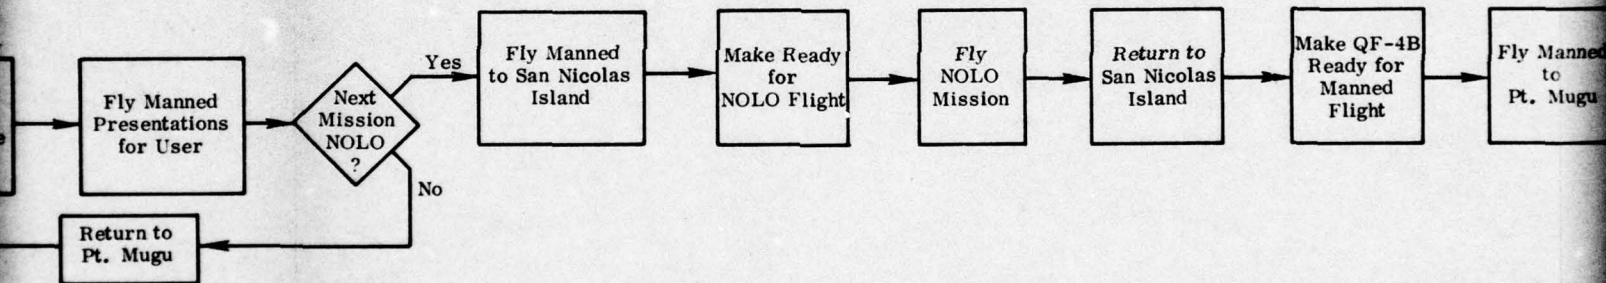 Fly Manned
Presentations
for User
Next
Mission
NOLO
?
Yes
No
Return to
Pt. Mugu
Fly Manned
to San Nicolas
Island
Make Ready
for
NOLO Flight
Fly
NOLO
Mission
Return to
San Nicolas
Island
Make QF-4B
Ready for
Manned
Flight
Fly Manned
to
Pt. Mugu